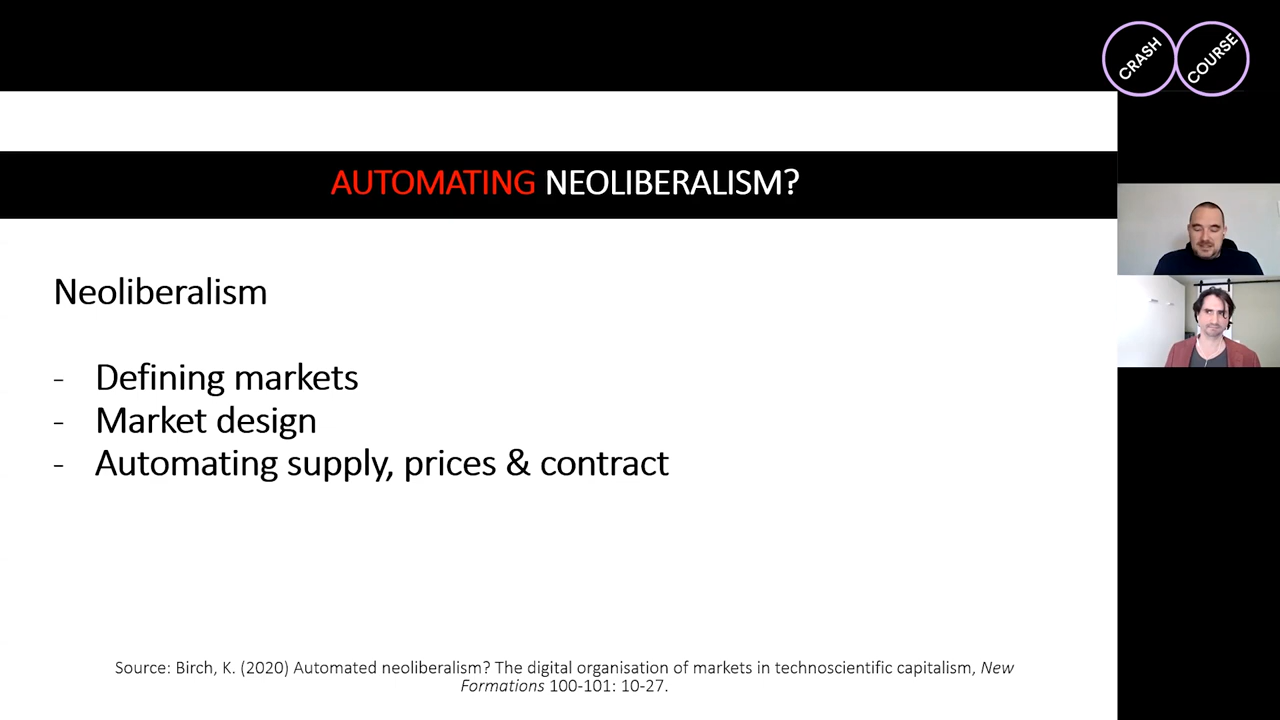 CRASH COURSE
AUTOMATING NEOLIBERALISM?
Neoliberalism
- Defining markets
- Market design
- Automating supply, prices & contract
Source: Birch, K. (2020) Automated neoliberalism? The digital organisation of markets in technoscientific capitalism, New
Formations 100-101: 10-27.